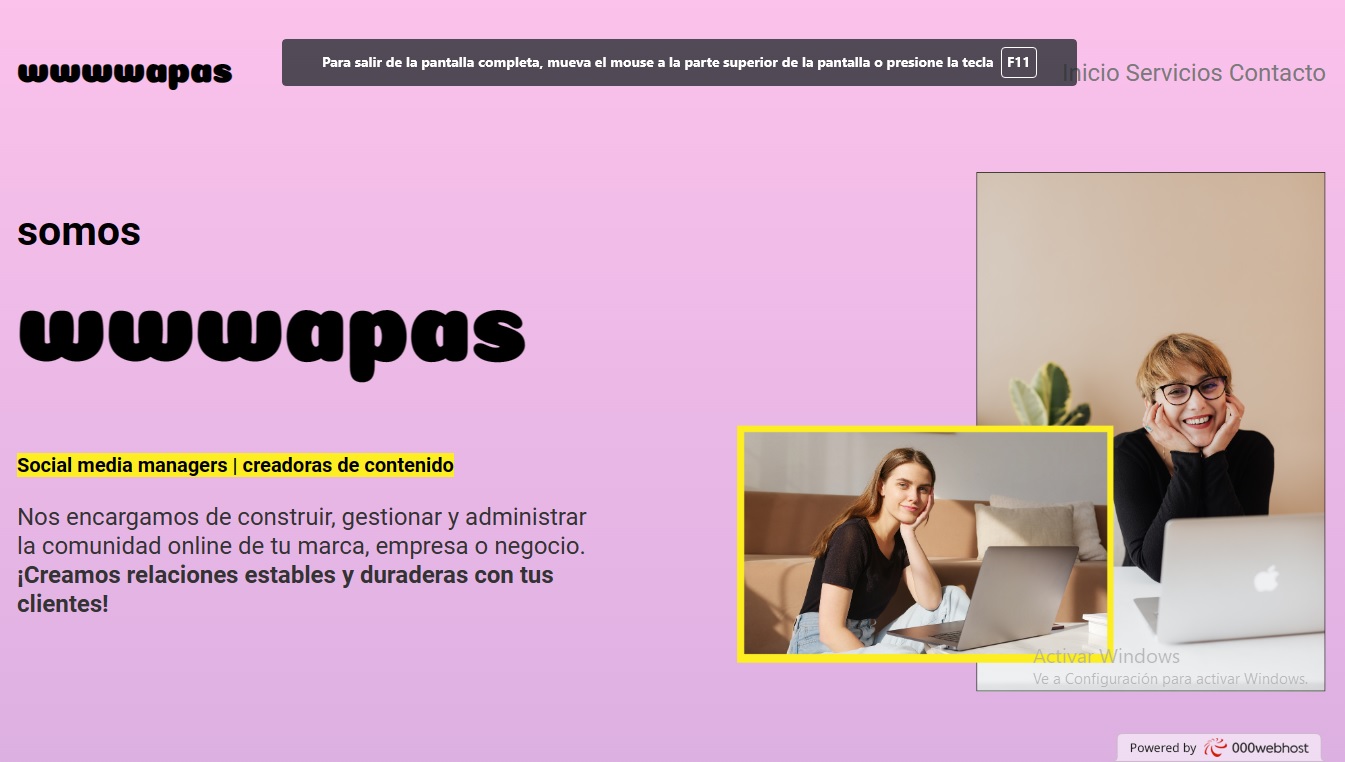 wwwwapas
Para salir de la pantalla completa, mueva el mouse a la parte superior de la pantalla o presione la tecla F11
Inicio Servicios Contacto
somos
wwwapas
Social media managers | creadoras de contenido
Nos encargamos de construir, gestionar y administrar
la comunidad online de tu marca, empresa o negocio.
¡Creamos relaciones estables y duraderas con tus
clientes!
Activar Windows
Ve a Configuración para activar Windows.
Powered by 000webhost